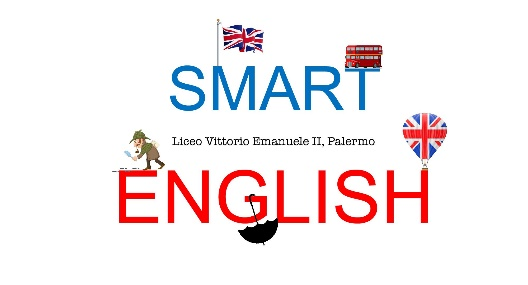 SMART
Liceo Vittorio Emanuele II, Palermo
ENGLISH